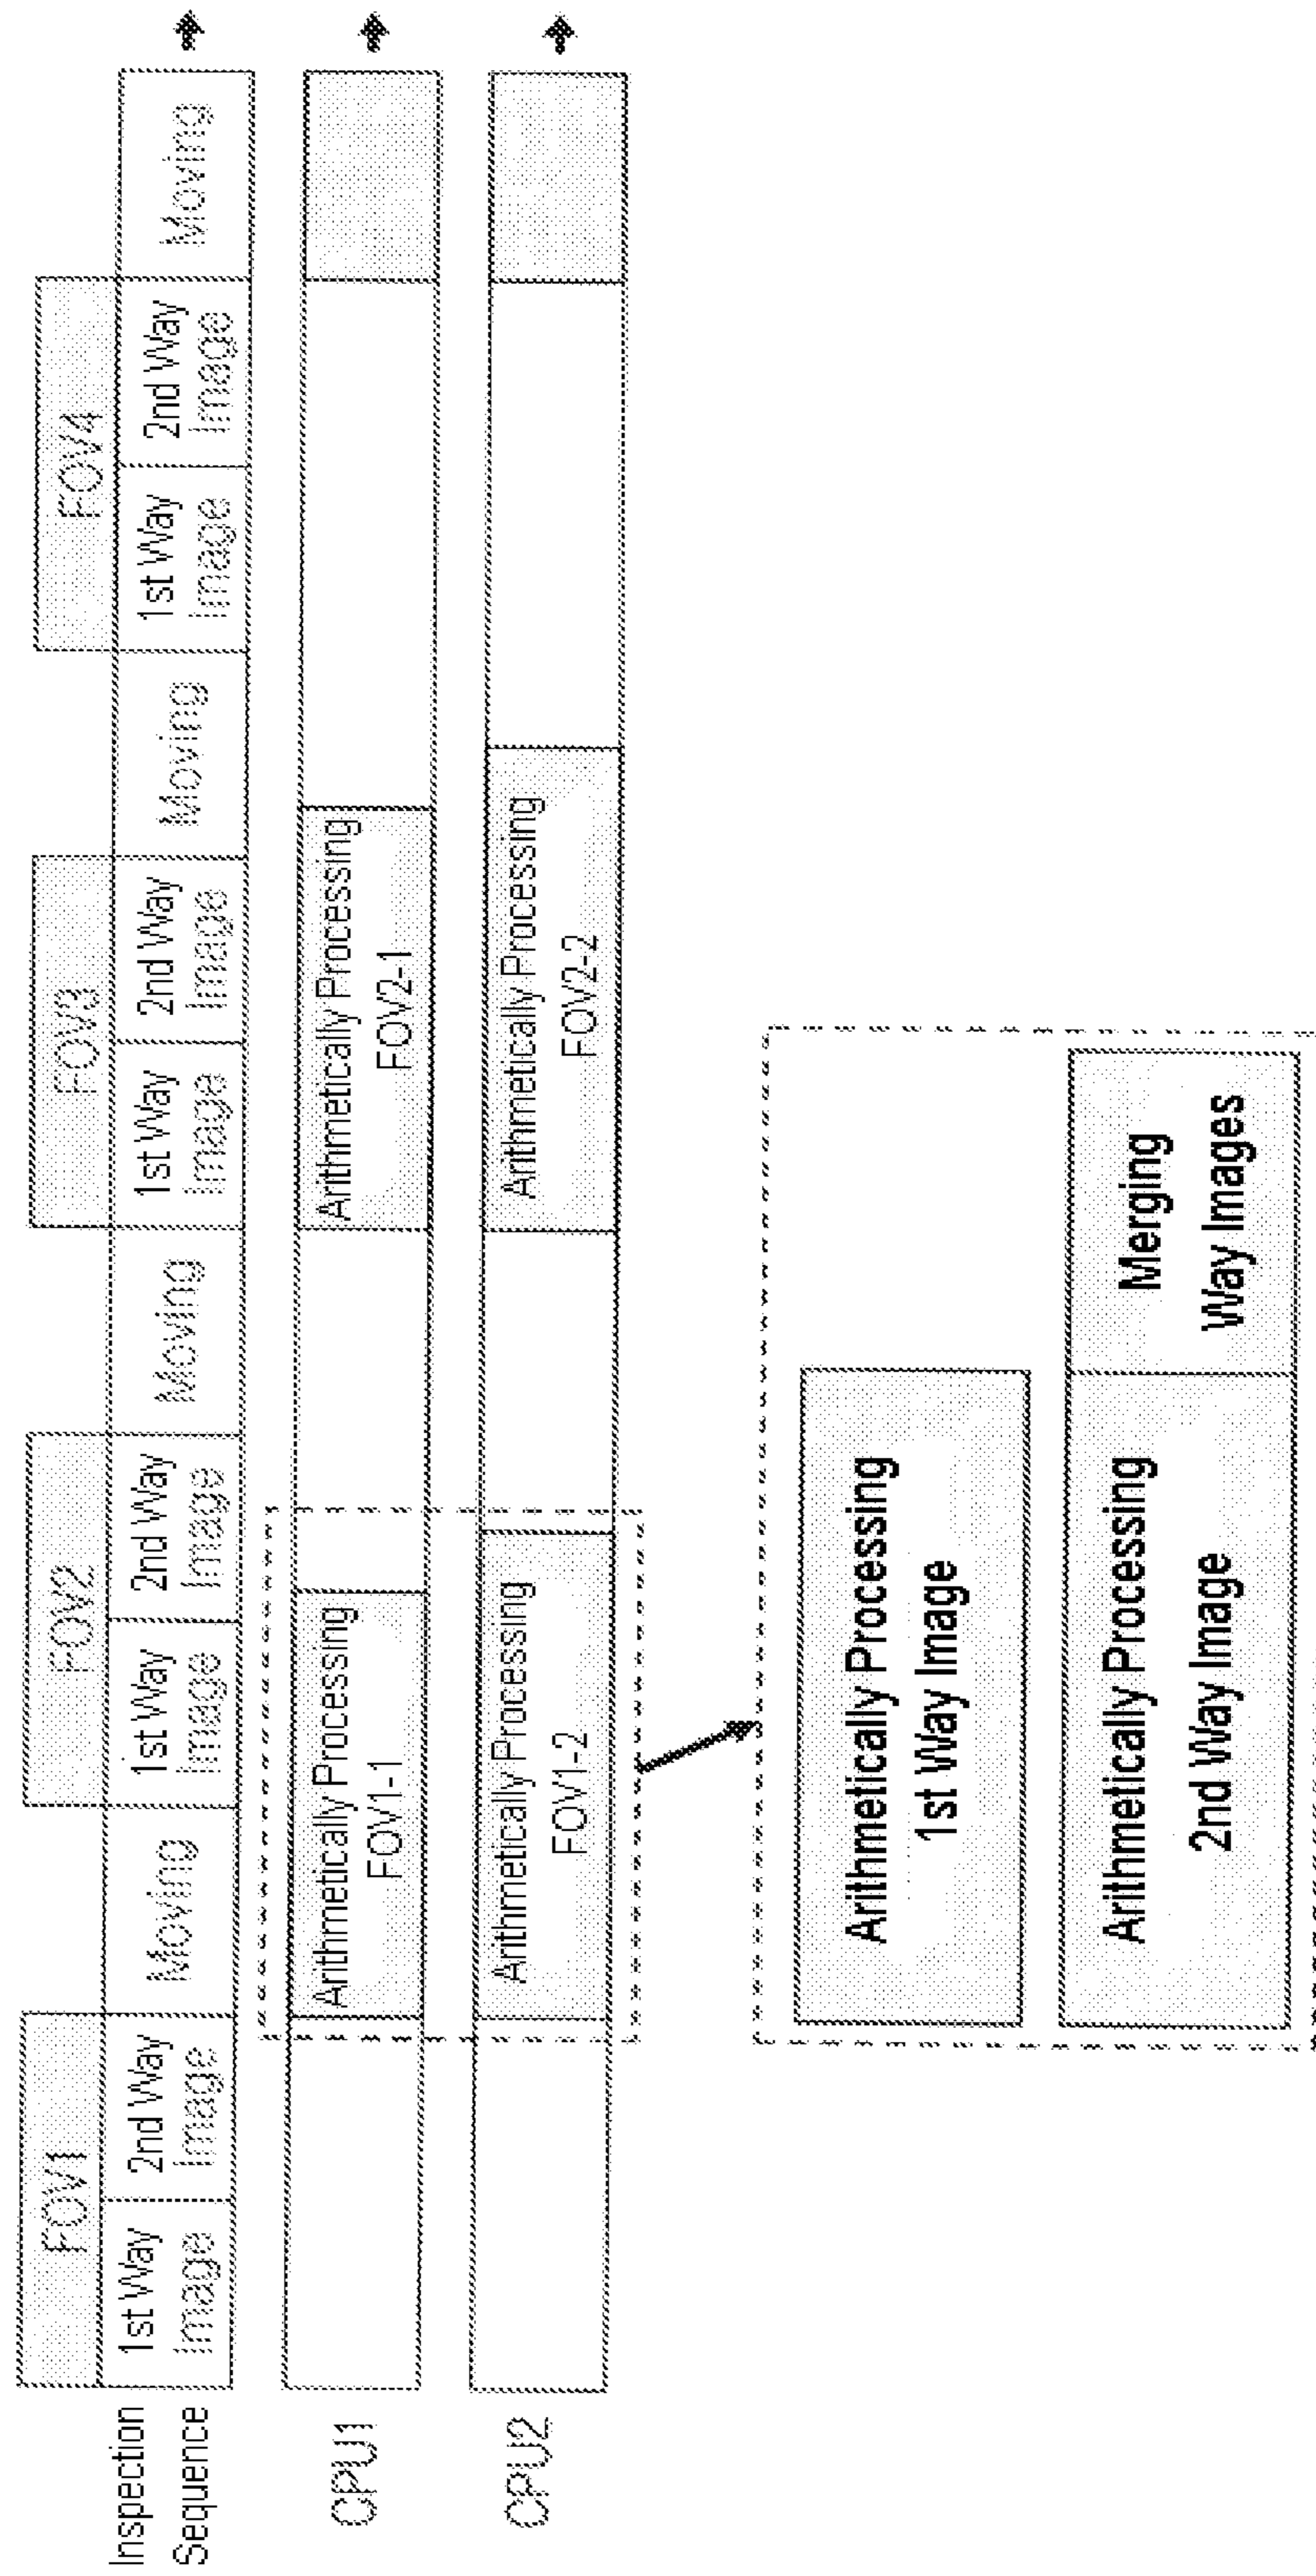 FOV1
FOV2
FOV3
FOV4
Inspection
Sequence
1st Way
Image
2nd Way
Image
Moving
1st Way
Image
2nd Way
Image
Moving
1st Way
Image
2nd Way
Image
Moving
1st Way
Image
2nd Way
Image
Moving
CPU1
Arithmetically Processing
FOV1-1
Arithmetically Processing
FOV2-1
CPU2
Arithmetically Processing
FOV1-2
Arithmetically Processing
FOV2-2
Arithmetically Processing
1st Way Image
Arithmetically Processing
2nd Way Image
Merging
Way Images